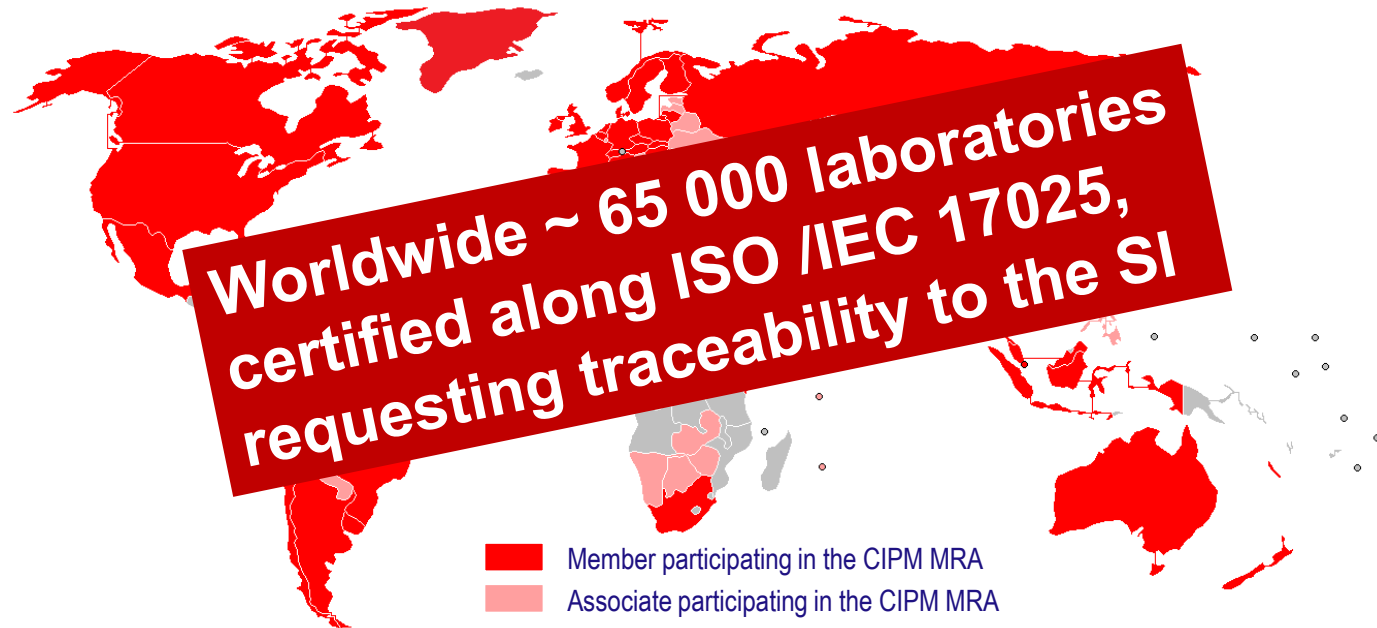 Worldwide ~ 65 000 laboratories
certified along ISO /IEC 17025,
requesting traceability to the SI
Member participating in the CIPM MRA
Associate participating in the CIPM MRA